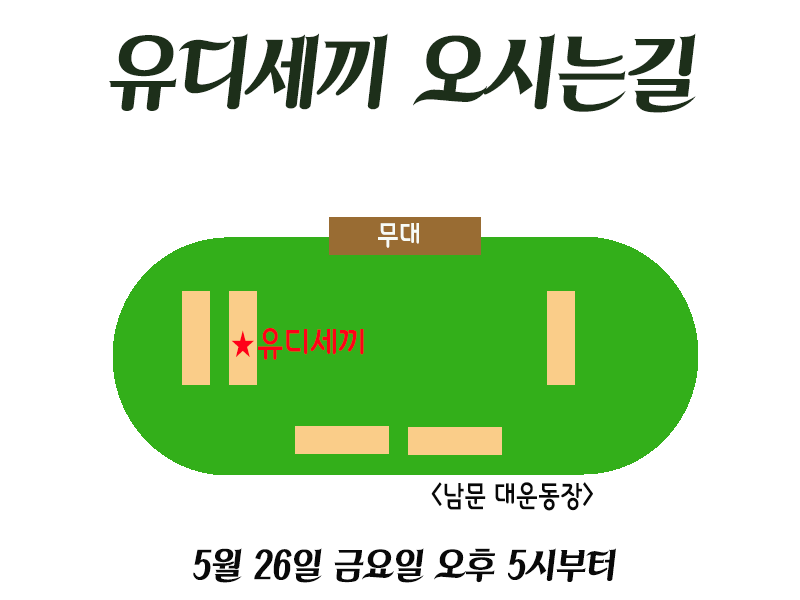 유디세끼 오시는길
무대
★유디세끼
<남문 대운동장>
5월 26일 금요일 오후 5시부터